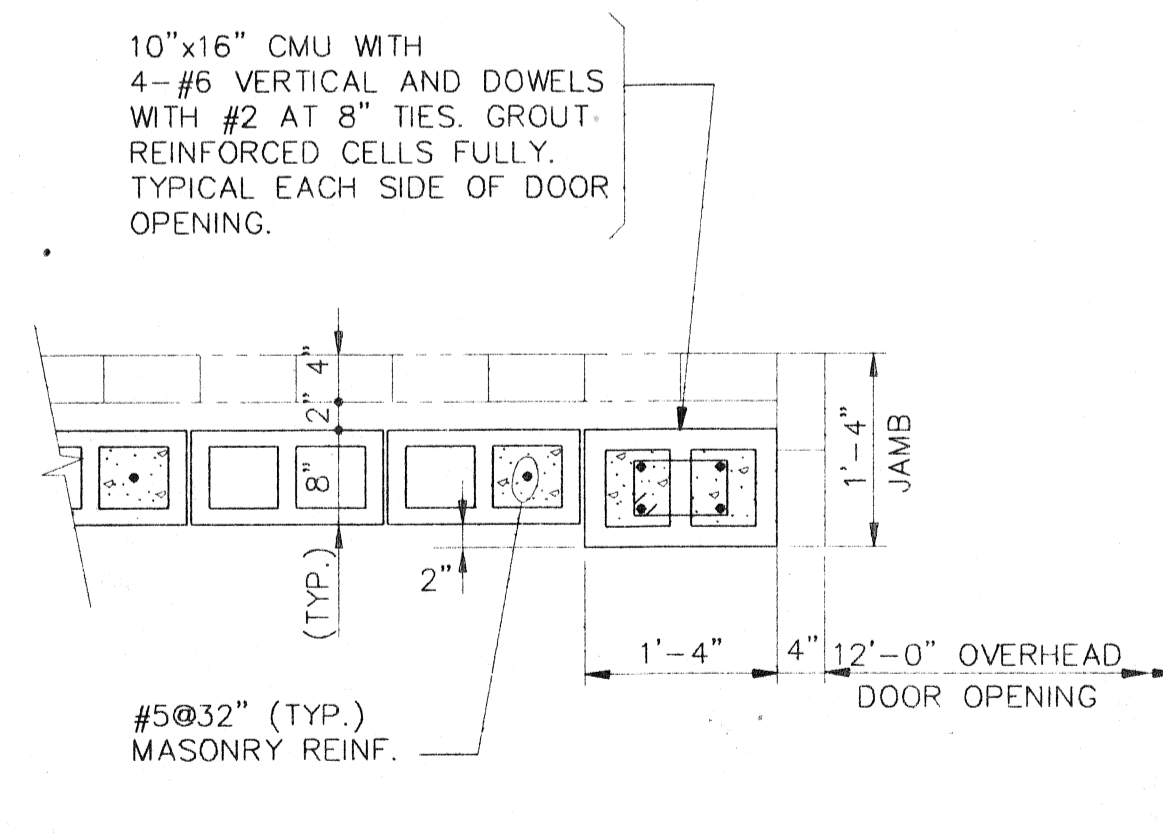 10"x16" CMU WITH
4-#6 VERTICAL AND DOWELS
WITH #2 AT 8" TIES. GROUT
REINFORCED CELLS FULLY.
TYPICAL EACH SIDE OF DOOR
OPENING.
4"
2"
8"
(TYP.)
2"
1'-4"
JAMB
1'-4"
4"
12'-0" OVERHEAD
DOOR OPENING
#5@32" (TYP.)
MASONRY REINF.